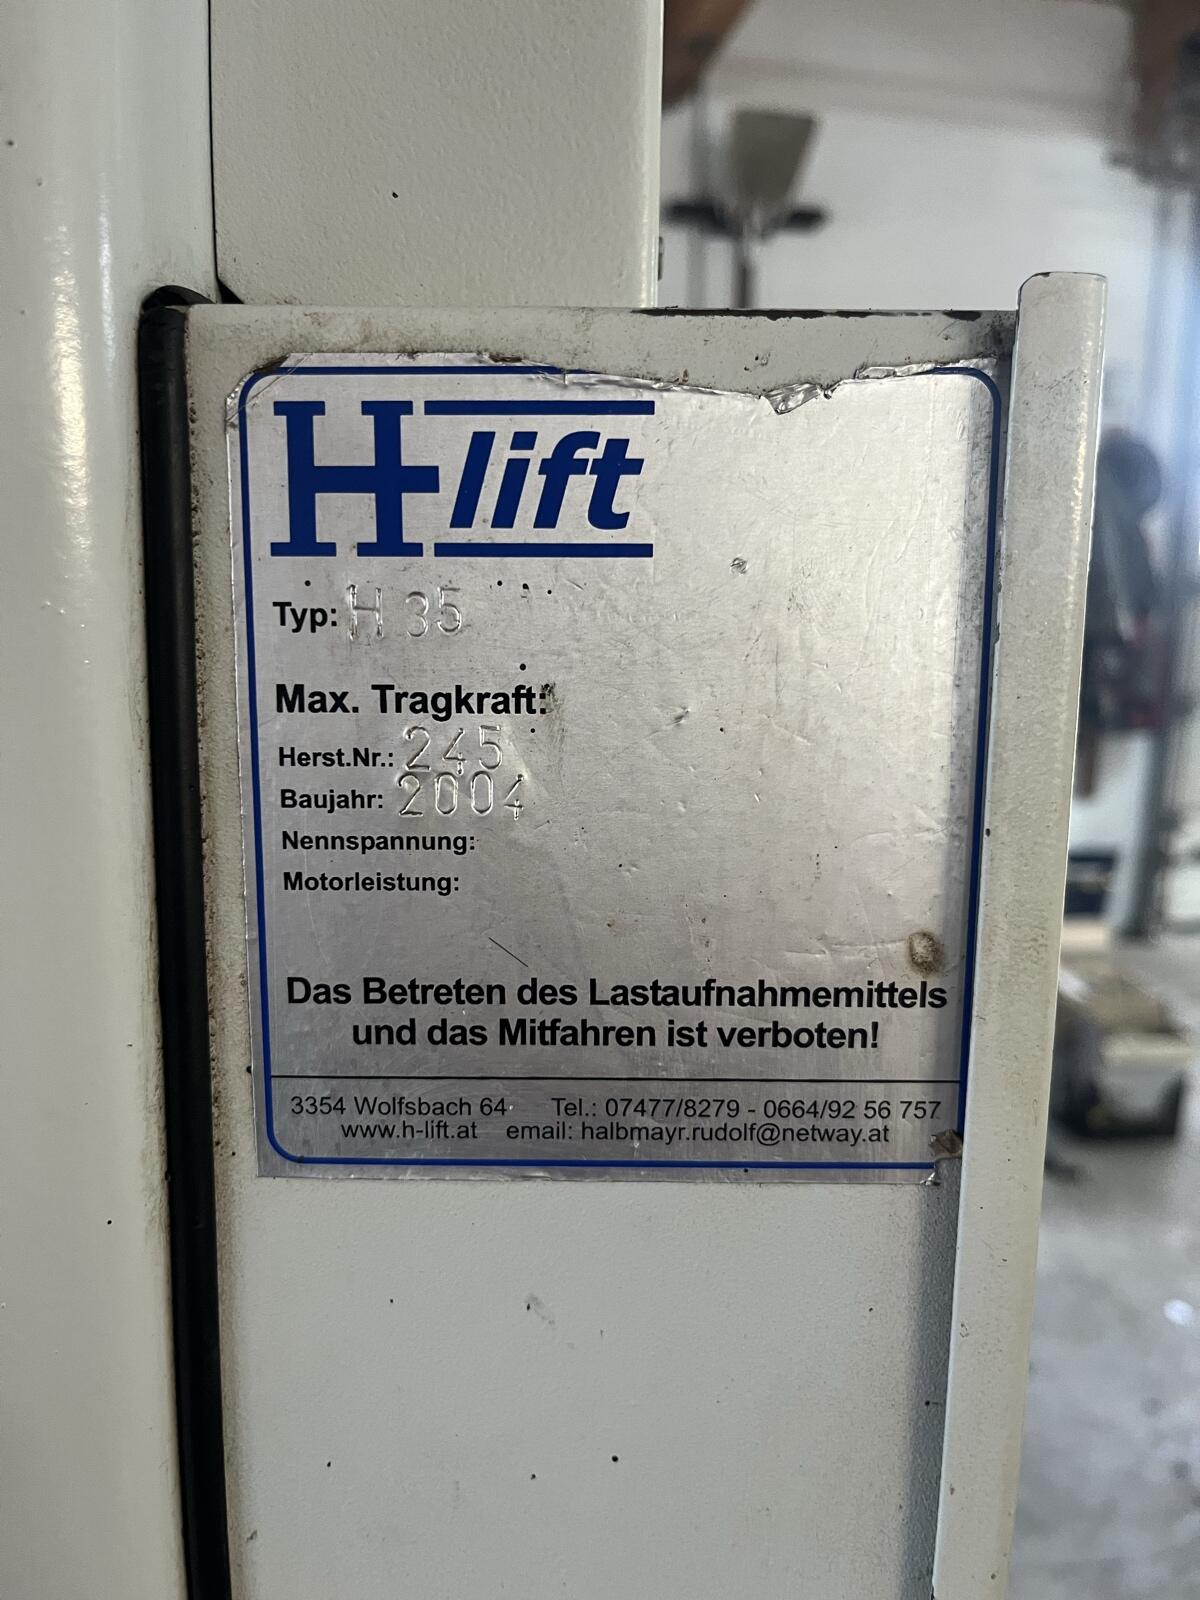 H-lift
Typ: H 35
Max. Tragkraft:
Herst.Nr.: 245
Baujahr: 2004
Nennspannung:
Motorleistung:
Das Betreten des Lastaufnahmemittels
und das Mitfahren ist verboten!
3354 Wolfsbach 64 Tel.: 07477/8279 - 0664/92 56 757
www.h-lift.at email: halbmayr.rudolf@netway.at